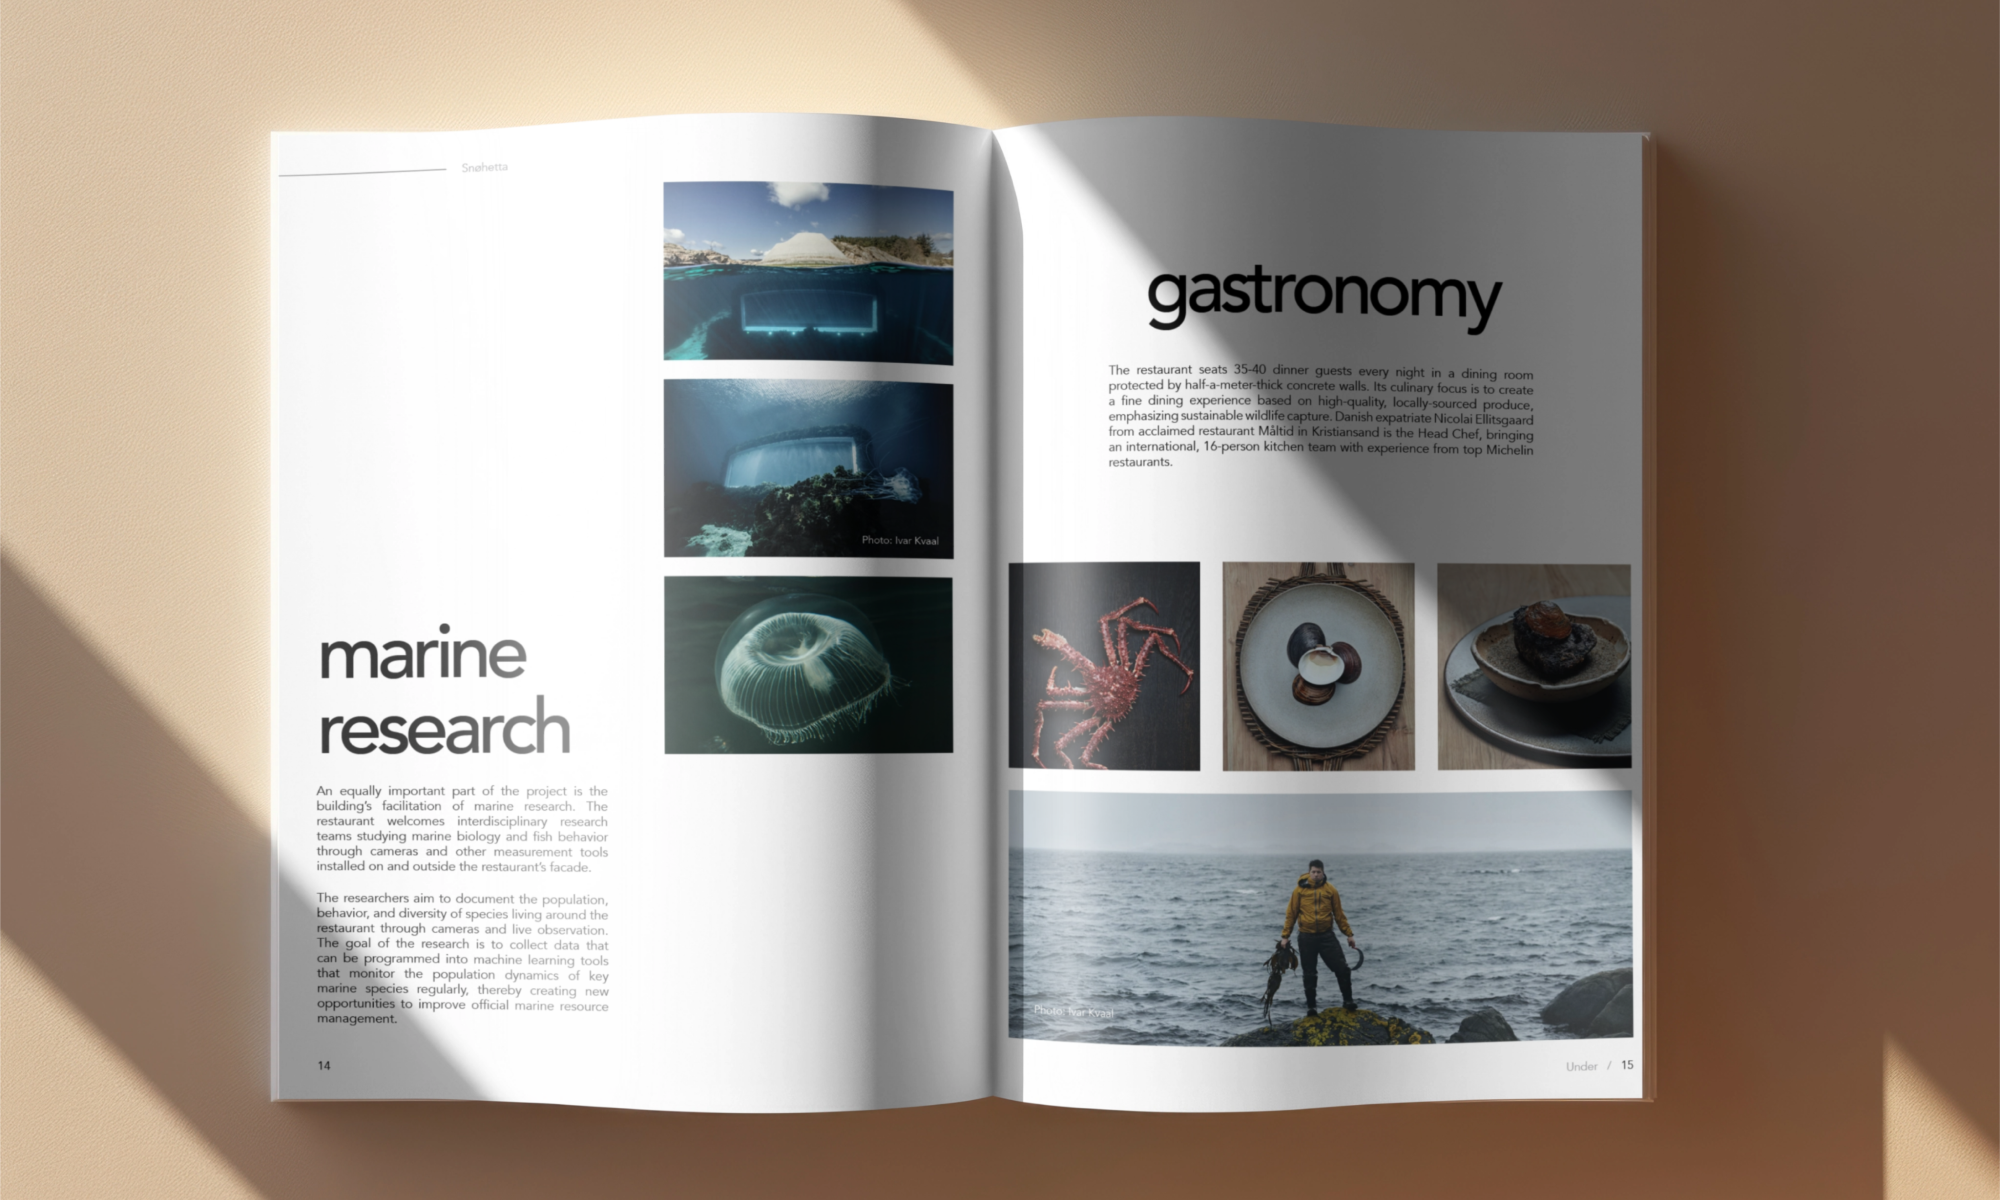 Snøhetta
Photo: Ivar Kvaal
marine
research
An equally important part of the project is the
building's facilitation of marine research. The
restaurant welcomes interdisciplinary research
teams studying marine biology and fish behavior
through cameras and other measurement tools
installed on and outside the restaurant's facade.
The researchers aim to document the population,
behavior, and diversity of species living around the
restaurant through cameras and live observation.
The goal of the research is to collect data that
can be programmed into machine learning tools
that monitor the population dynamics of key
marine species regularly, thereby creating new
opportunities to improve official marine resource
management.
14
gastronomy
The restaurant seats 35-40 dinner guests every night in a dining room
protected by half-a-meter-thick concrete walls. Its culinary focus is to create
a fine dining experience based on high-quality, locally-sourced produce,
emphasizing sustainable wildlife capture. Danish expatriate Nicolai Ellitsgaard
from acclaimed restaurant Måltid in Kristiansand is the Head Chef, bringing
an international, 16-person kitchen team with experience from top Michelin
restaurants.
Photo: Ivar Kvaal
Under / 15